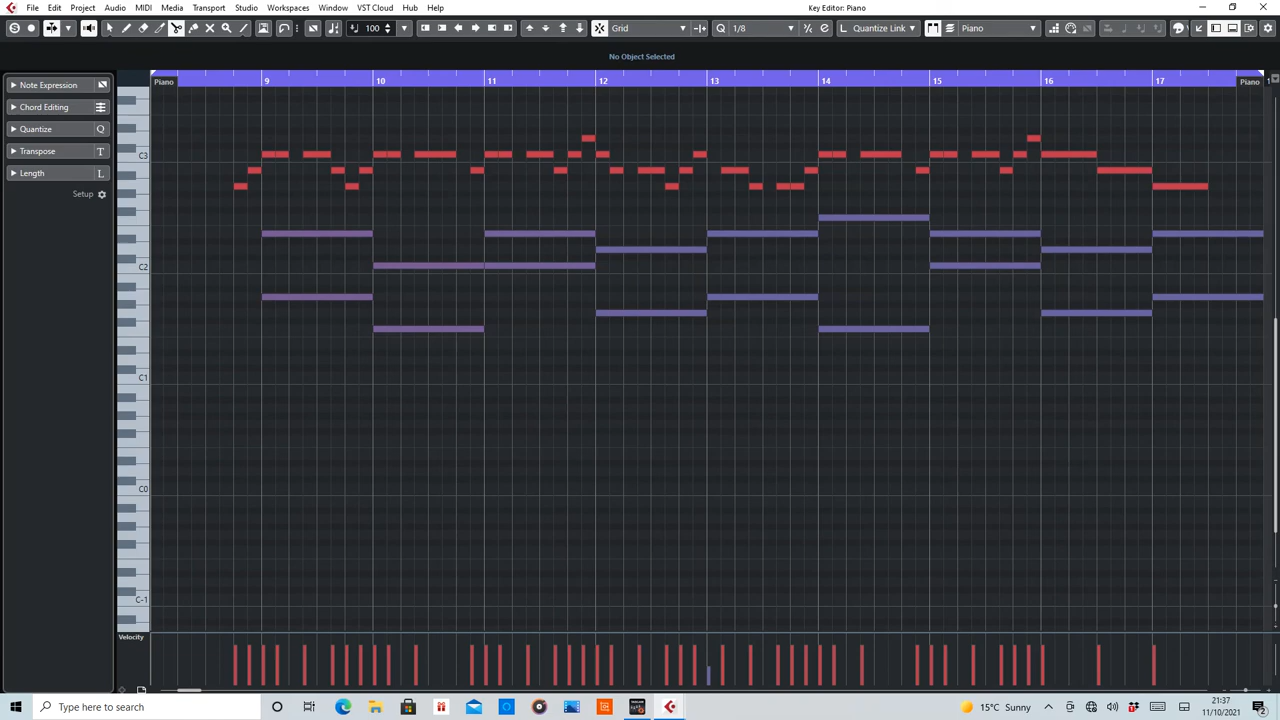 Key Editor: Piano
File Edit Project Audio MIDI Media Transport Studio Workspaces Window VST Cloud Hub Help
100 Grid Q 1/8 Quantize Link Piano
No Object Selected
Note Expression
Chord Editing
Quantize Q
Transpose T
Length L
Setup
Piano 9 10 11 12 13 14 15 16 17 Piano
C3
C2
C1
C0
C-1
Velocity
Type here to search
15°C Sunny
21:37
11/10/2021
2